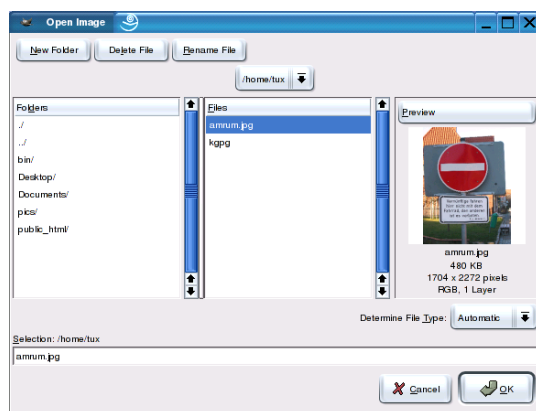 Open Image
New Folder
Delete File
Rename File
/home/tux
Folders
./
../
bin/
Desktop/
Documents/
pics/
public_html/
Files
amrum.jpg
kgpg
Preview
amrum.jpg
480 KB
1704 x 2272 pixels
RGB, 1 Layer
Determine File Type: Automatic
Selection: /home/tux
amrum.jpg
Cancel
OK